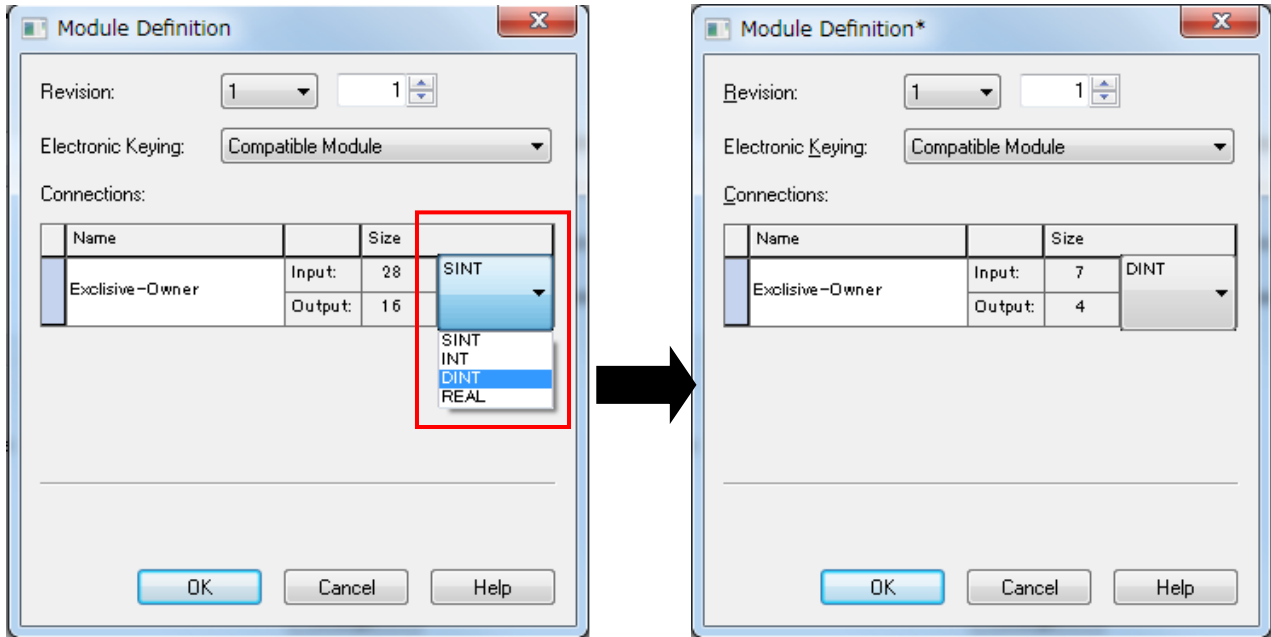 Module Definition
Revision:
1
1
Electronic Keying:
Compatible Module
Connections:
Name
Size
Exclisive-Owner
Input:
28
SINT
Output:
16
SINT
INT
DINT
REAL
OK
Cancel
Help
Module Definition*
Revision:
1
1
Electronic Keying:
Compatible Module
Connections:
Name
Size
Exclisive-Owner
Input:
7
DINT
Output:
4
OK
Cancel
Help